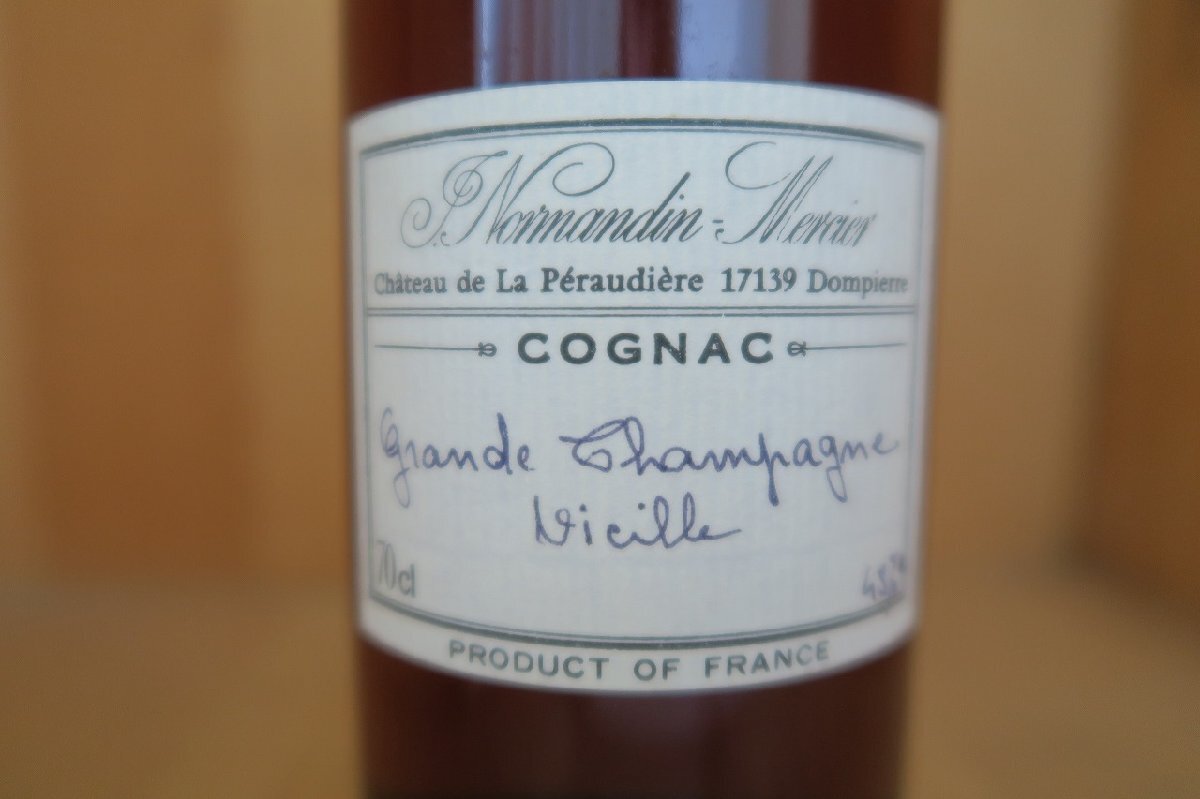 J. Normandin-Mercier
Château de La Péraudière 17139 Dompierre
COGNAC
Grande Champagne
Vieille
70cl
PRODUCT OF FRANCE